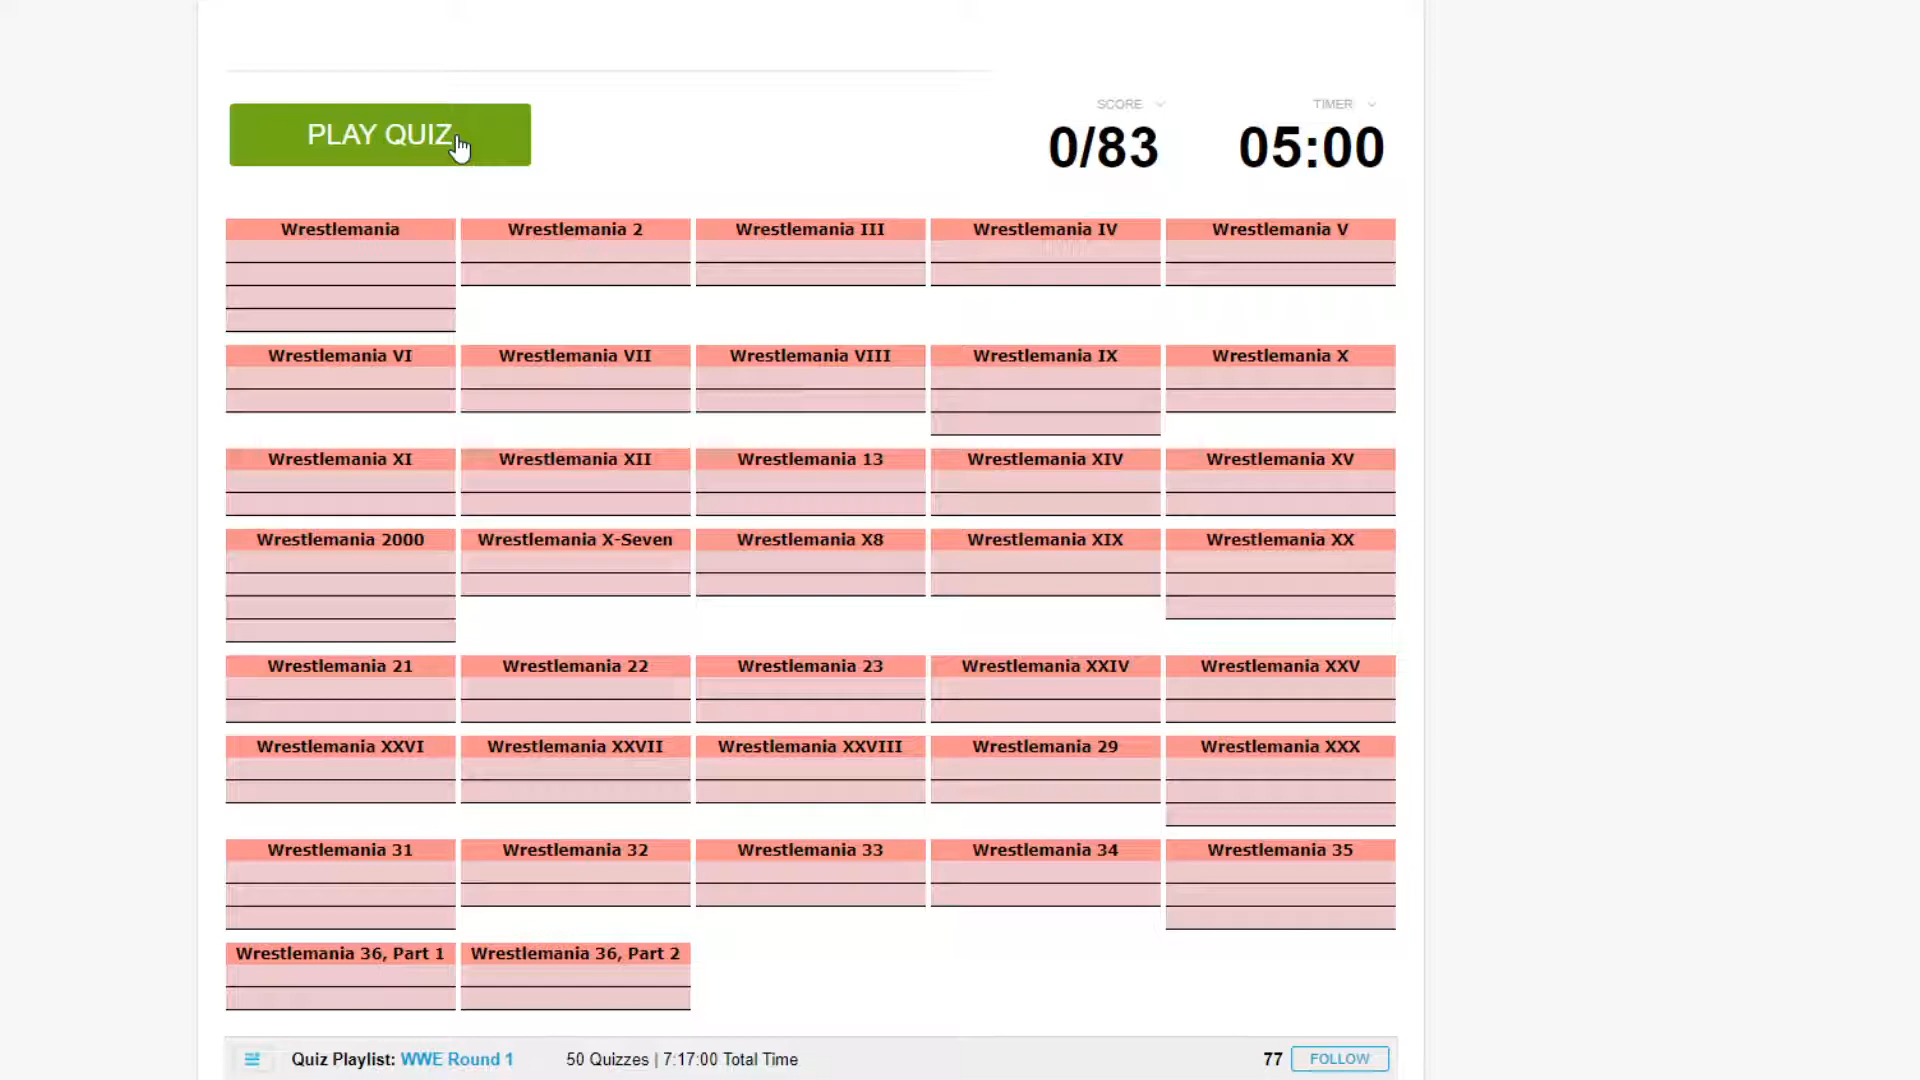 SCORE TIMER
PLAY QUIZ 0/83 05:00
Wrestlemania Wrestlemania 2 Wrestlemania III Wrestlemania IV Wrestlemania V
Wrestlemania VI Wrestlemania VII Wrestlemania VIII Wrestlemania IX Wrestlemania X
Wrestlemania XI Wrestlemania XII Wrestlemania 13 Wrestlemania XIV Wrestlemania XV
Wrestlemania 2000 Wrestlemania X-Seven Wrestlemania X8 Wrestlemania XIX Wrestlemania XX
Wrestlemania 21 Wrestlemania 22 Wrestlemania 23 Wrestlemania XXIV Wrestlemania XXV
Wrestlemania XXVI Wrestlemania XXVII Wrestlemania XXVIII Wrestlemania 29 Wrestlemania XXX
Wrestlemania 31 Wrestlemania 32 Wrestlemania 33 Wrestlemania 34 Wrestlemania 35
Wrestlemania 36, Part 1 Wrestlemania 36, Part 2
Quiz Playlist: WWE Round 1 50 Quizzes | 7:17:00 Total Time 77 FOLLOW